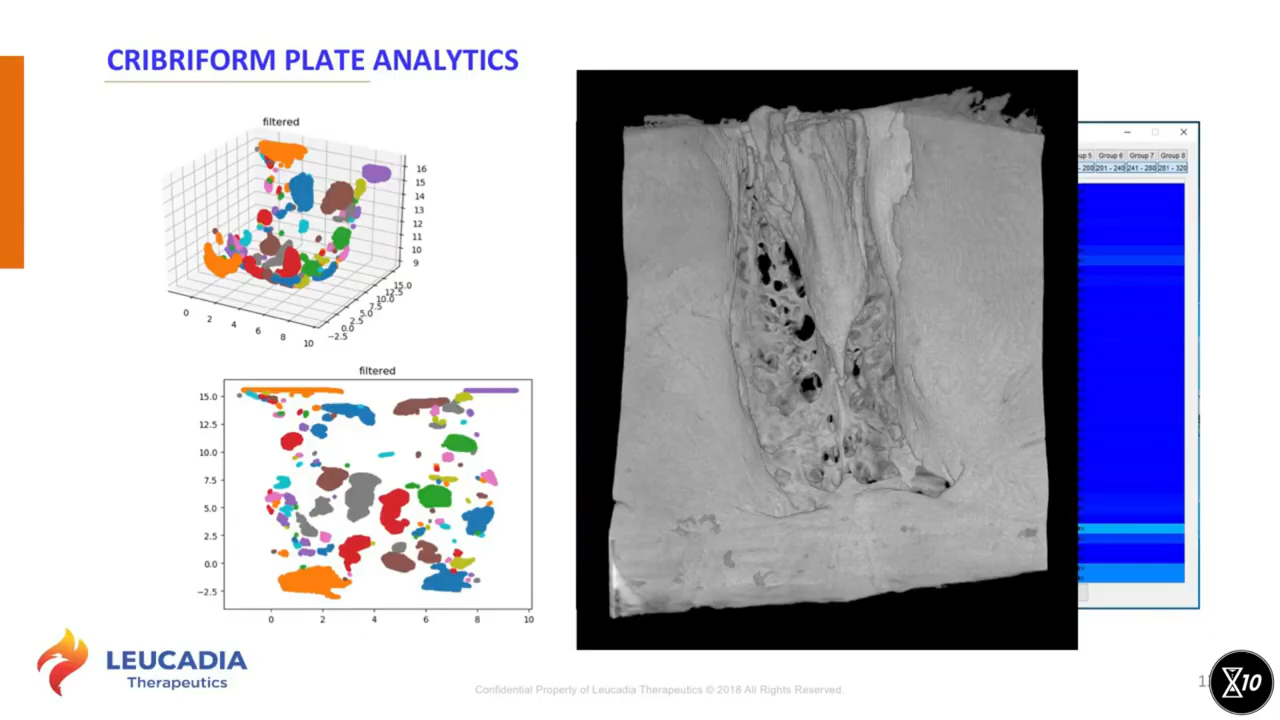 CRIBRIFORM PLATE ANALYTICS
filtered
16
15
14
13
12
11
10
9
15.0
12.5
10.0
7.5
5.0
2.5
0.0
−2.5
0 2 4 6 8 10
filtered
15.0
12.5
10.0
7.5
5.0
2.5
0.0
−2.5
0 2 4 6 8 10
Group 6 Group 7 Group 8
200 201 - 240 241 - 280 281 - 320
LEUCADIA
Therapeutics
Confidential Property of Leucadia Therapeutics © 2018 All Rights Reserved.
10